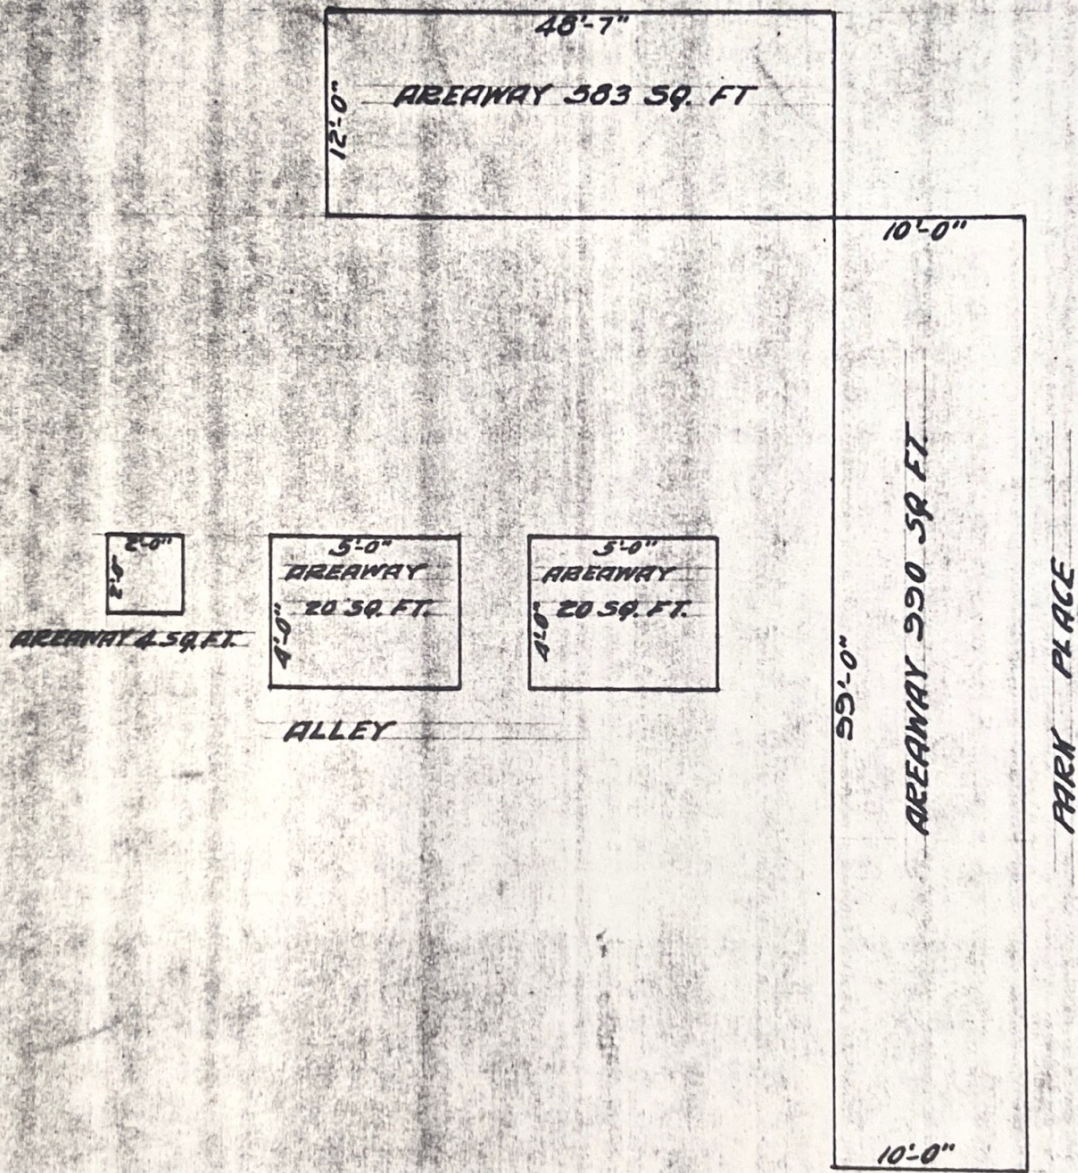 48'-7"
12'-0"
AREAWAY 583 SQ. FT
10'-0"
2'-0"
2'-0"
AREAWAY 4 SQ. FT.
5'-0"
AREAWAY
20 SQ. FT.
4'-0"
5'-0"
AREAWAY
20 SQ. FT.
4'-0"
ALLEY
99'-0"
AREAWAY 990 SQ. FT.
PARK PLACE
10'-0"